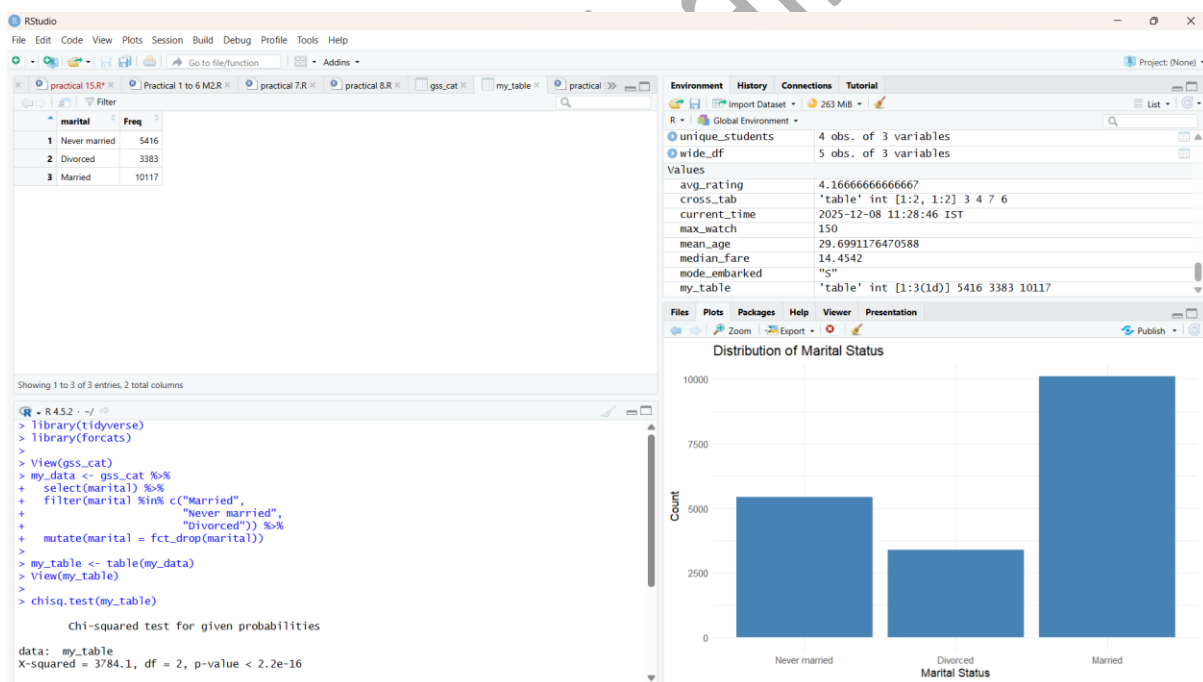 RStudio
File Edit Code View Plots Session Build Debug Profile Tools Help
Go to file/function Addins Project: (None)
practical 15.R* Practical 1 to 6 M2.R practical 7.R practical 8.R gss_cat my_table practical
Filter
marital Freq
1 Never married 5416
2 Divorced 3383
3 Married 10117
Showing 1 to 3 of 3 entries, 2 total columns
R 4.5.2 · ~/
> library(tidyverse)
> library(forcats)
>
> View(gss_cat)
> my_data <- gss_cat %>%
+ select(marital) %>%
+ filter(marital %in% c("Married",
+ "Never married",
+ "Divorced")) %>%
+ mutate(marital = fct_drop(marital))
>
> my_table <- table(my_data)
> View(my_table)
>
> chisq.test(my_table)
Chi-squared test for given probabilities
data: my_table
X-squared = 3784.1, df = 2, p-value < 2.2e-16
Environment History Connections Tutorial
Import Dataset 263 MiB List
R Global Environment
unique_students 4 obs. of 3 variables
wide_df 5 obs. of 3 variables
Values
avg_rating 4.16666666666667
cross_tab 'table' int [1:2, 1:2] 3 4 7 6
current_time 2025-12-08 11:28:46 IST
max_watch 150
mean_age 29.6991176470588
median_fare 14.4542
mode_embarked "S"
my_table 'table' int [1:3(1d)] 5416 3383 10117
Files Plots Packages Help Viewer Presentation
Zoom Export Publish
Distribution of Marital Status
10000
7500
5000
2500
0
Count
Never married Divorced Married
Marital Status